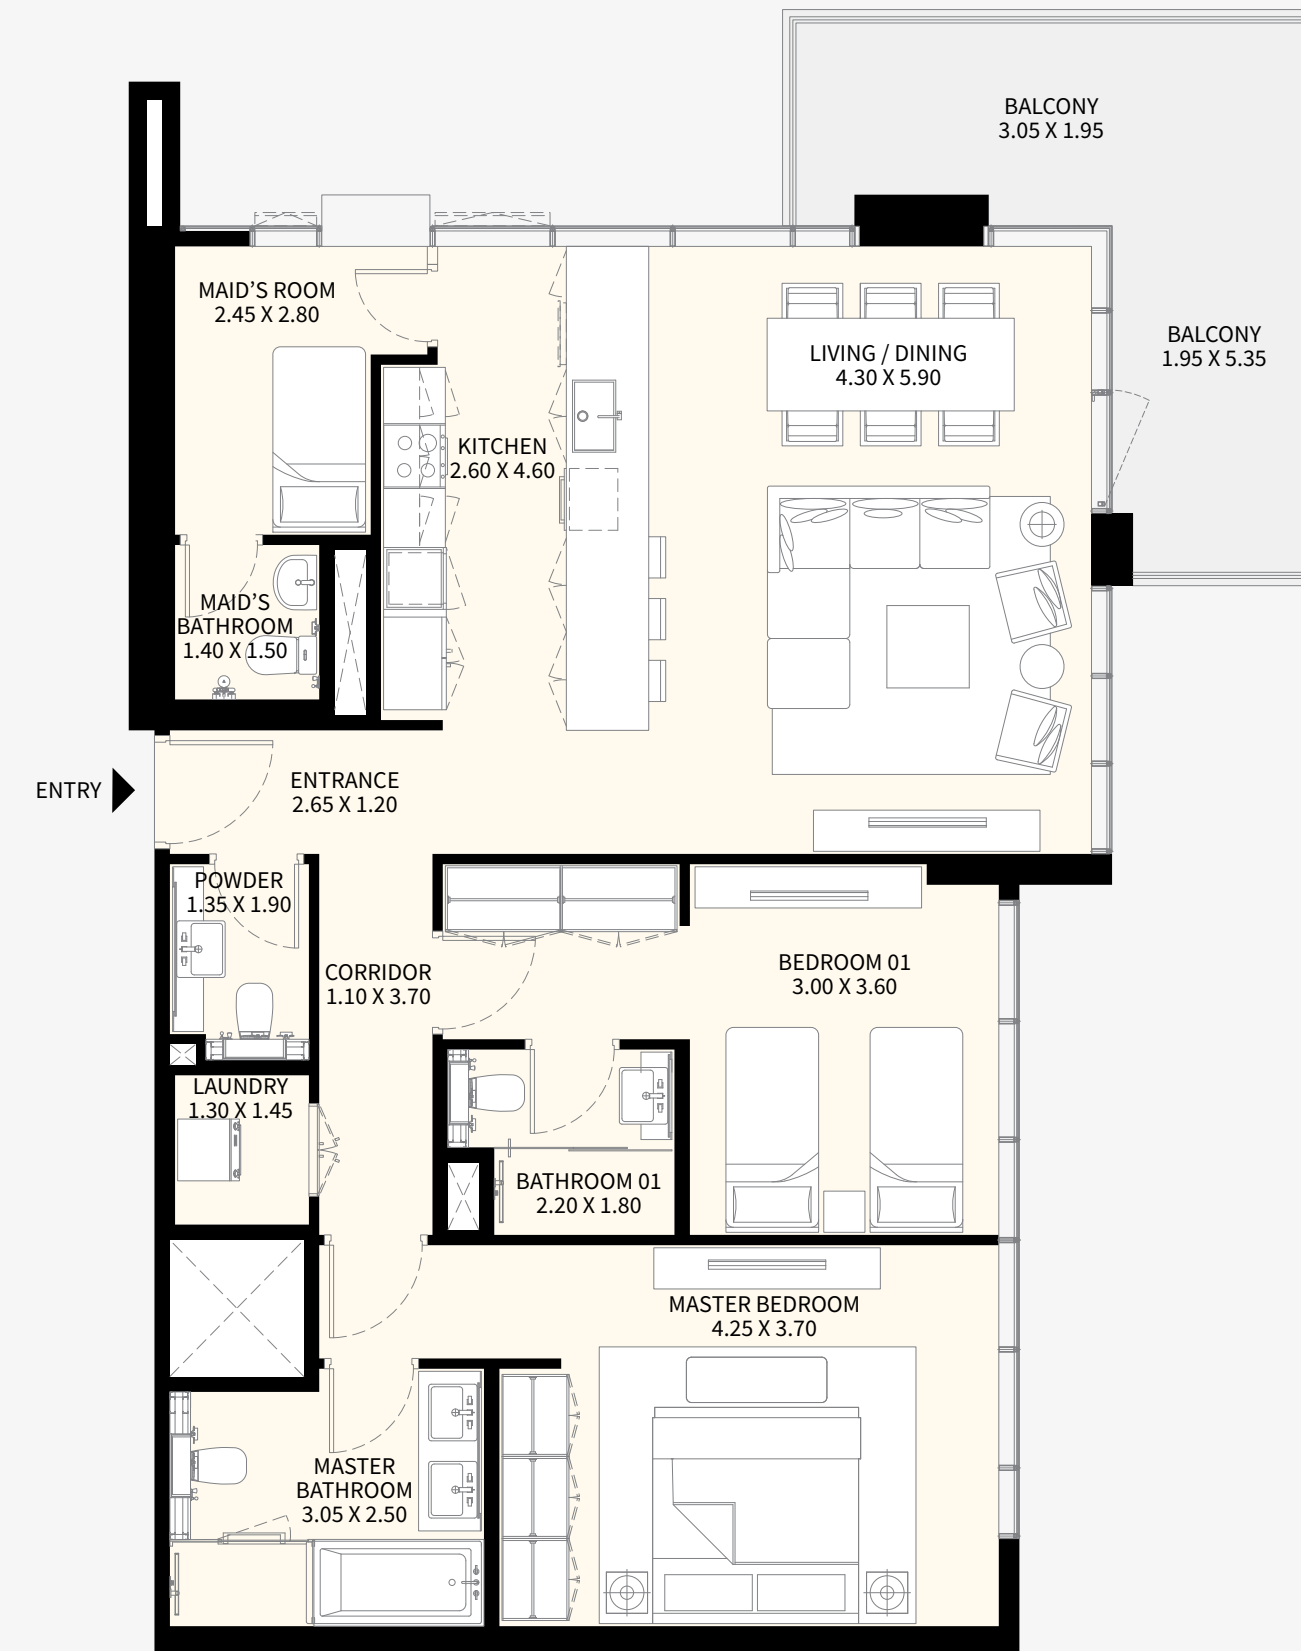 BALCONY
3.05 X 1.95
MAID’S ROOM
2.45 X 2.80
BALCONY
1.95 X 5.35
LIVING / DINING
4.30 X 5.90
KITCHEN
2.60 X 4.60
MAID’S
BATHROOM
1.40 X 1.50
ENTRY
ENTRANCE
2.65 X 1.20
POWDER
1.35 X 1.90
CORRIDOR
1.10 X 3.70
BEDROOM 01
3.00 X 3.60
LAUNDRY
1.30 X 1.45
BATHROOM 01
2.20 X 1.80
MASTER BEDROOM
4.25 X 3.70
MASTER
BATHROOM
3.05 X 2.50